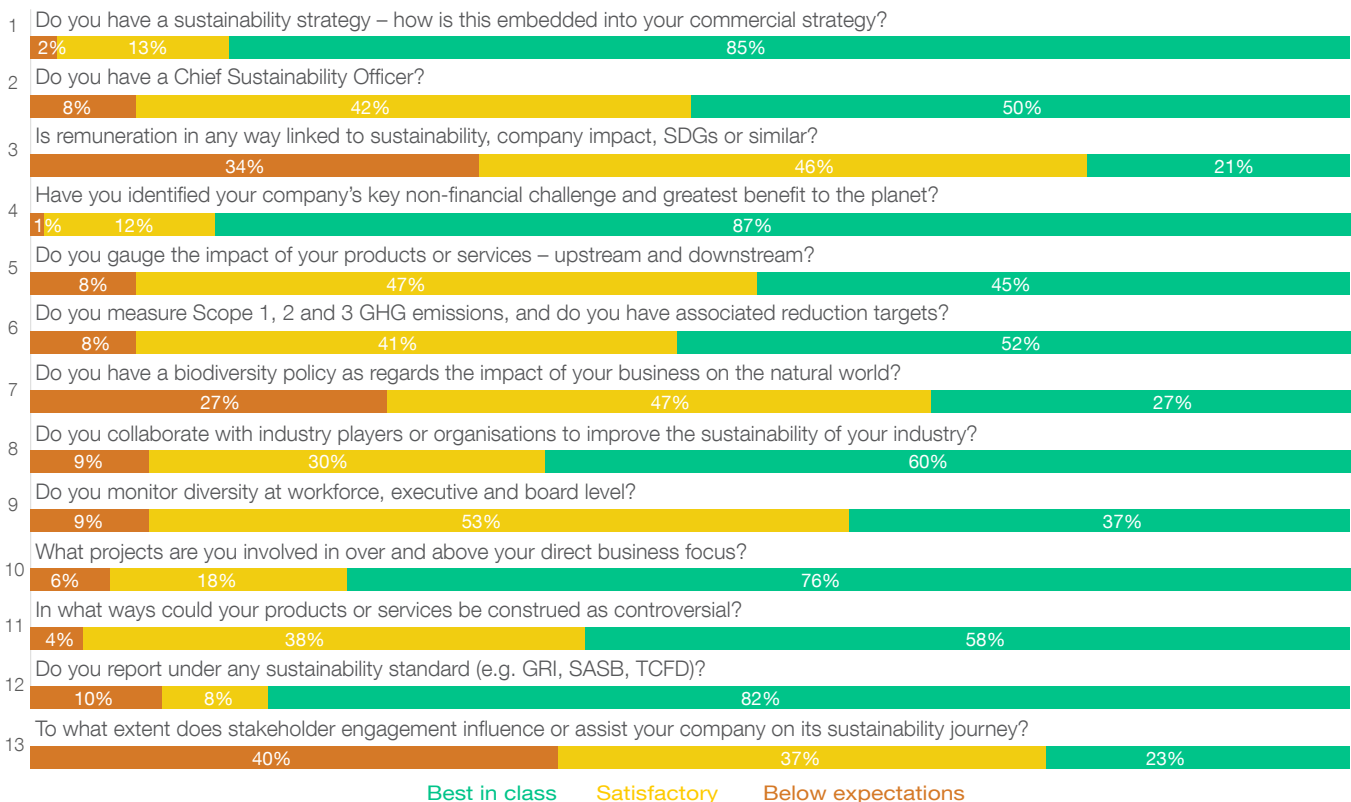 1 Do you have a sustainability strategy – how is this embedded into your commercial strategy?
2% 13% 85%
2 Do you have a Chief Sustainability Officer?
8% 42% 50%
Is remuneration in any way linked to sustainability, company impact, SDGs or similar?
3
34% 46% 21%
Have you identified your company's key non-financial challenge and greatest benefit to the planet?
4
1% 12% 87%
Do you gauge the impact of your products or services – upstream and downstream?
5
8% 47% 45%
Do you measure Scope 1, 2 and 3 GHG emissions, and do you have associated reduction targets?
6
8% 41% 52%
Do you have a biodiversity policy as regards the impact of your business on the natural world?
7
27% 47% 27%
Do you collaborate with industry players or organisations to improve the sustainability of your industry?
8
9% 30% 60%
Do you monitor diversity at workforce, executive and board level?
9
9% 53% 37%
What projects are you involved in over and above your direct business focus?
10
6% 18% 76%
In what ways could your products or services be construed as controversial?
11
4% 38% 58%
Do you report under any sustainability standard (e.g. GRI, SASB, TCFD)?
12
10% 8% 82%
To what extent does stakeholder engagement influence or assist your company on its sustainability journey?
13
40% 37% 23%
Best in class Satisfactory Below expectations